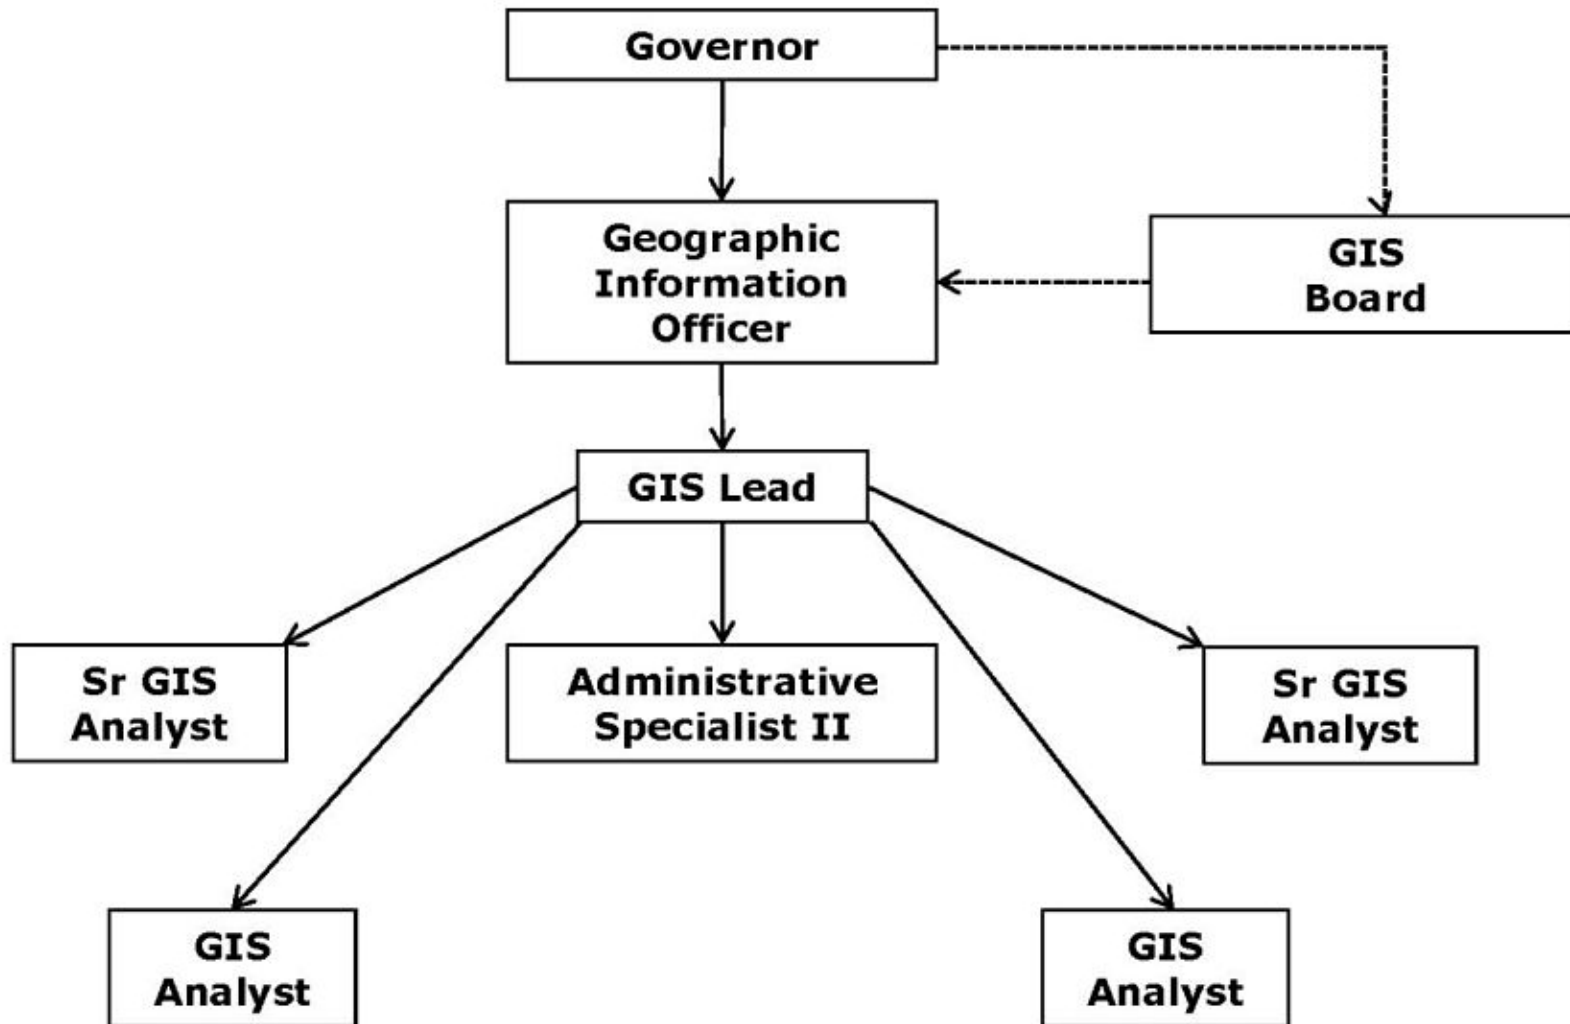 Governor
Geographic
Information
Officer
GIS
Board
GIS Lead
Sr GIS
Analyst
Administrative
Specialist II
Sr GIS
Analyst
GIS
Analyst
GIS
Analyst